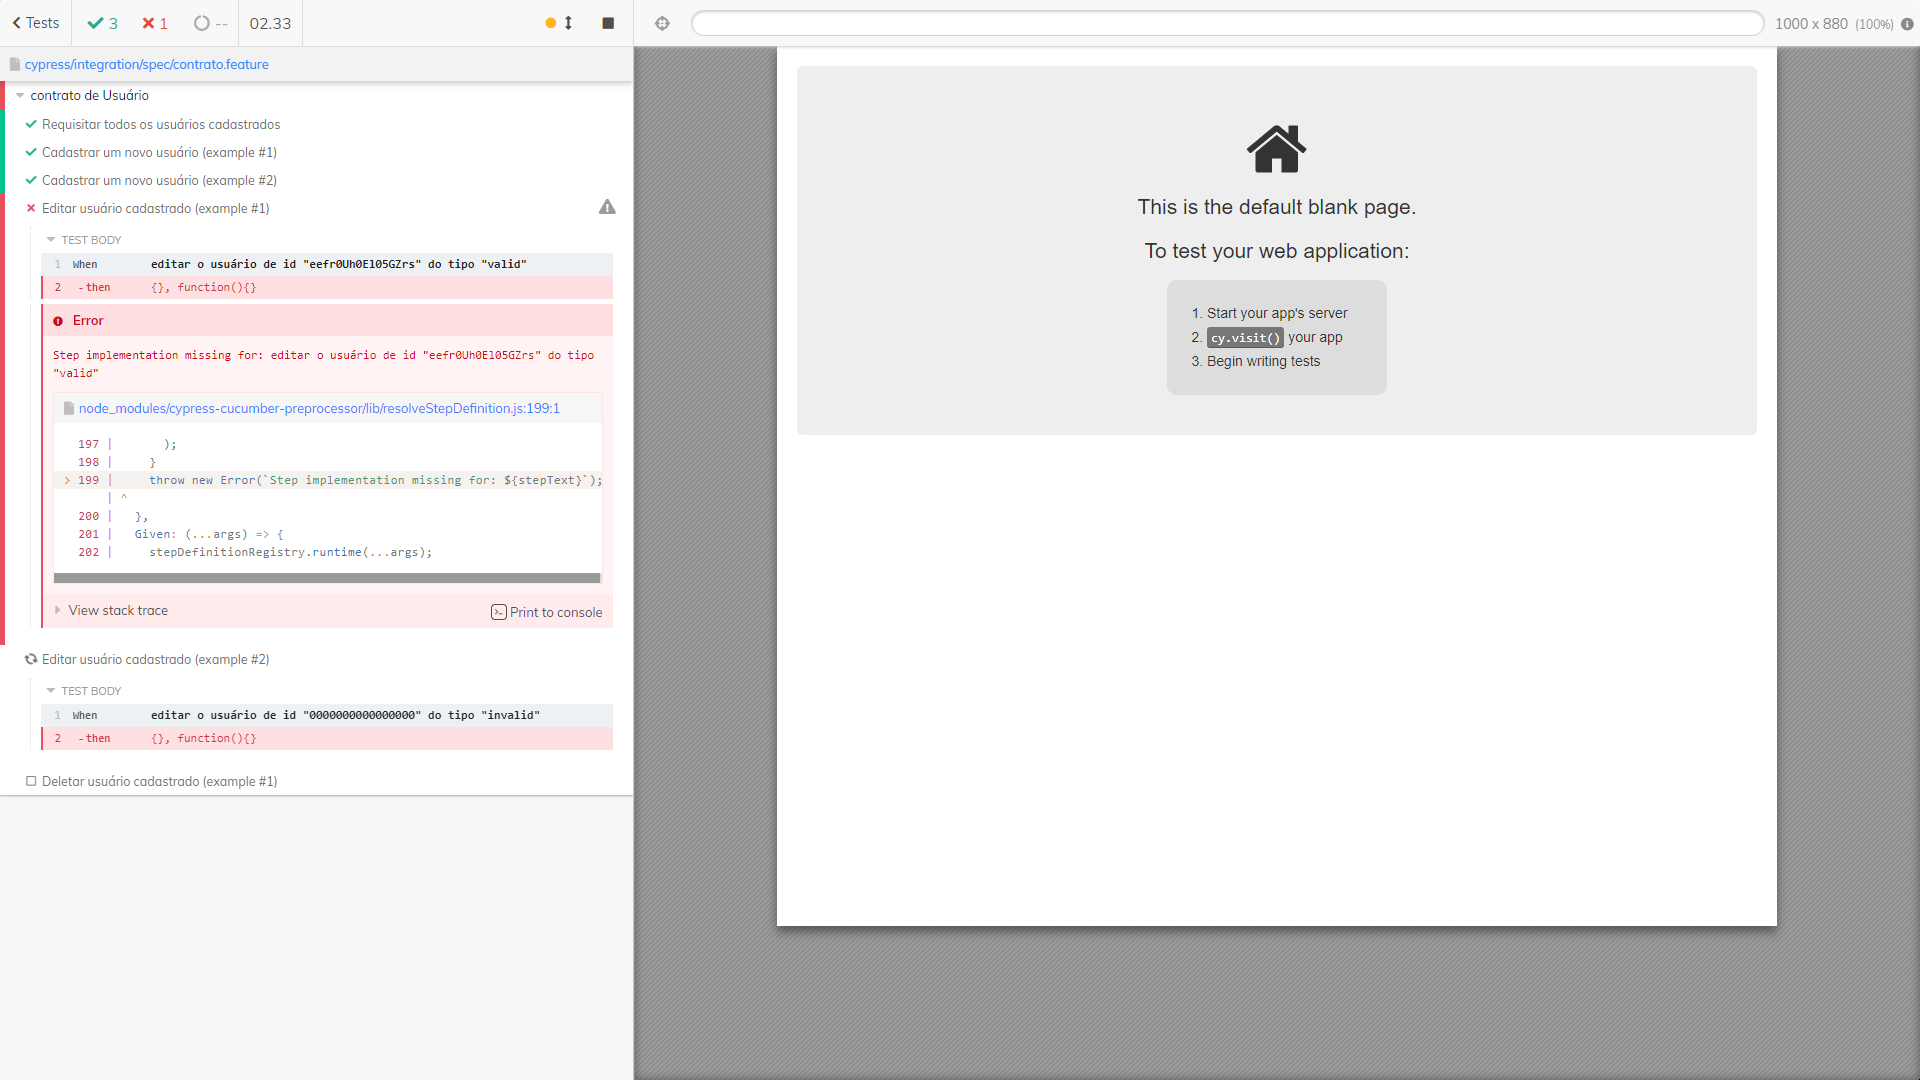 Tests
3
1
--
02.33
1000 x 880 (100%)
cypress/integration/spec/contrato.feature
contrato de Usuário
Requisitar todos os usuários cadastrados
Cadastrar um novo usuário (example #1)
Cadastrar um novo usuário (example #2)
Editar usuário cadastrado (example #1)
TEST BODY
1 When editar o usuário de id "eefr0Uh0El05GZrs" do tipo "valid"
2 -then {}, function(){}
Error
Step implementation missing for: editar o usuário de id "eefr0Uh0El05GZrs" do tipo
"valid"
node_modules/cypress-cucumber-preprocessor/lib/resolveStepDefinition.js:199:1
197 | );
198 | }
> 199 | throw new Error(`Step implementation missing for: ${stepText}`);
| ^
200 | },
201 | Given: (...args) => {
202 | stepDefinitionRegistry.runtime(...args);
View stack trace
Print to console
Editar usuário cadastrado (example #2)
TEST BODY
1 When editar o usuário de id "0000000000000000" do tipo "invalid"
2 -then {}, function(){}
Deletar usuário cadastrado (example #1)
This is the default blank page.
To test your web application:
1. Start your app's server
2. cy.visit() your app
3. Begin writing tests